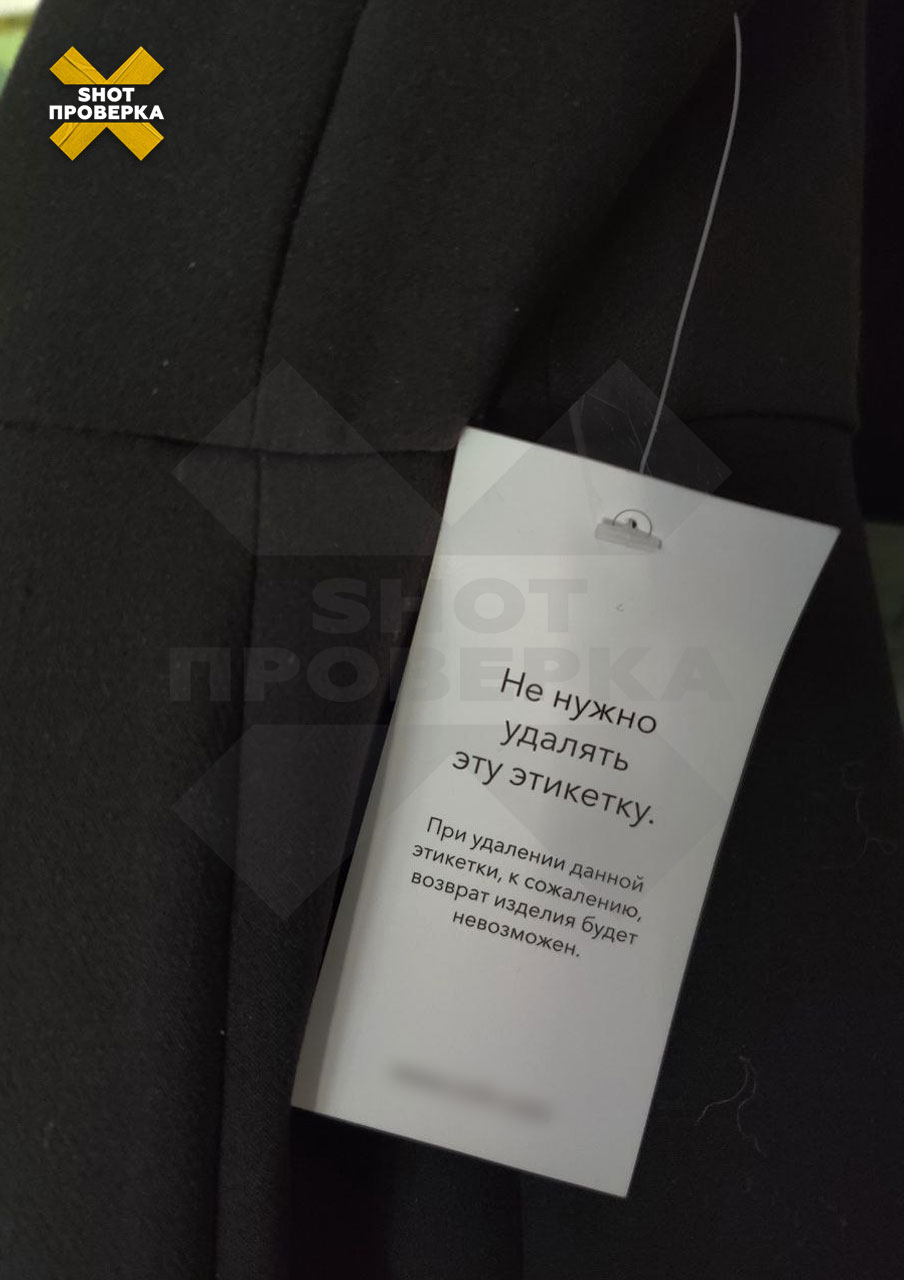 SHOT
ПРОВЕРКА
SHOT
ПРОВЕРКА
Не нужно
удалять
эту этикетку.
При удалении данной
этикетки, к сожалению,
возврат изделия будет
невозможен.